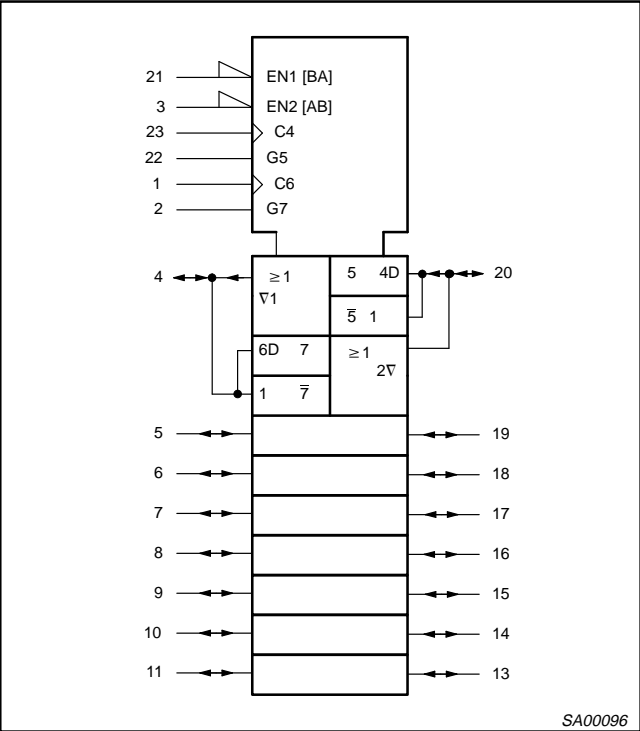 21 EN1 [BA]
3 EN2 [AB]
23 C4
22 G5
1 C6
2 G7
4 ≥1 5 4D 20
∇1
5̅ 1
6D 7 ≥1
2∇
1 7̅
5 19
6 18
7 17
8 16
9 15
10 14
11 13
SA00096